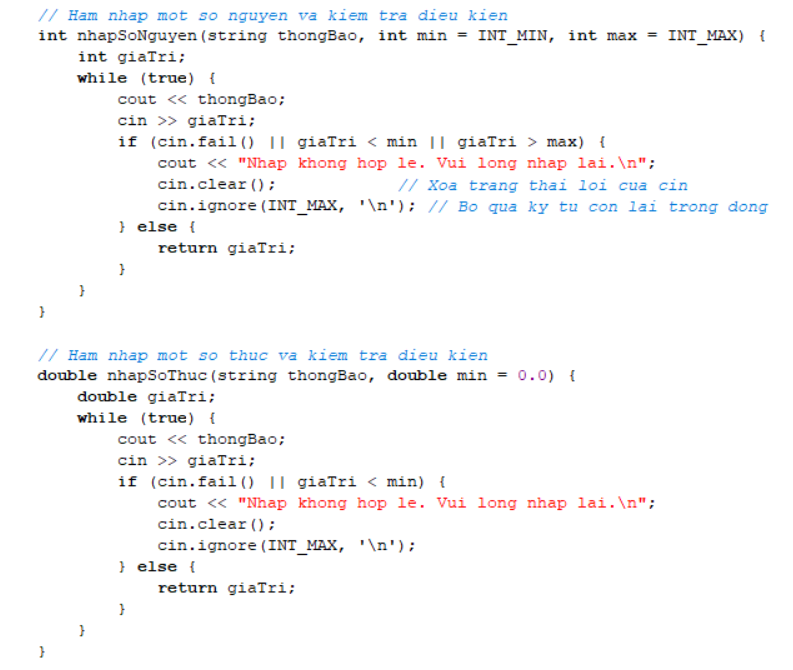 // Ham nhap mot so nguyen va kiem tra dieu kien
int nhapSoNguyen(string thongBao, int min = INT_MIN, int max = INT_MAX) {
    int giaTri;
    while (true) {
        cout << thongBao;
        cin >> giaTri;
        if (cin.fail() || giaTri < min || giaTri > max) {
            cout << "Nhap khong hop le. Vui long nhap lai.\n";
            cin.clear();            // Xoa trang thai loi cua cin
            cin.ignore(INT_MAX, '\n'); // Bo qua ky tu con lai trong dong
        } else {
            return giaTri;
        }
    }
}

// Ham nhap mot so thuc va kiem tra dieu kien
double nhapSoThuc(string thongBao, double min = 0.0) {
    double giaTri;
    while (true) {
        cout << thongBao;
        cin >> giaTri;
        if (cin.fail() || giaTri < min) {
            cout << "Nhap khong hop le. Vui long nhap lai.\n";
            cin.clear();
            cin.ignore(INT_MAX, '\n');
        } else {
            return giaTri;
        }
    }
}